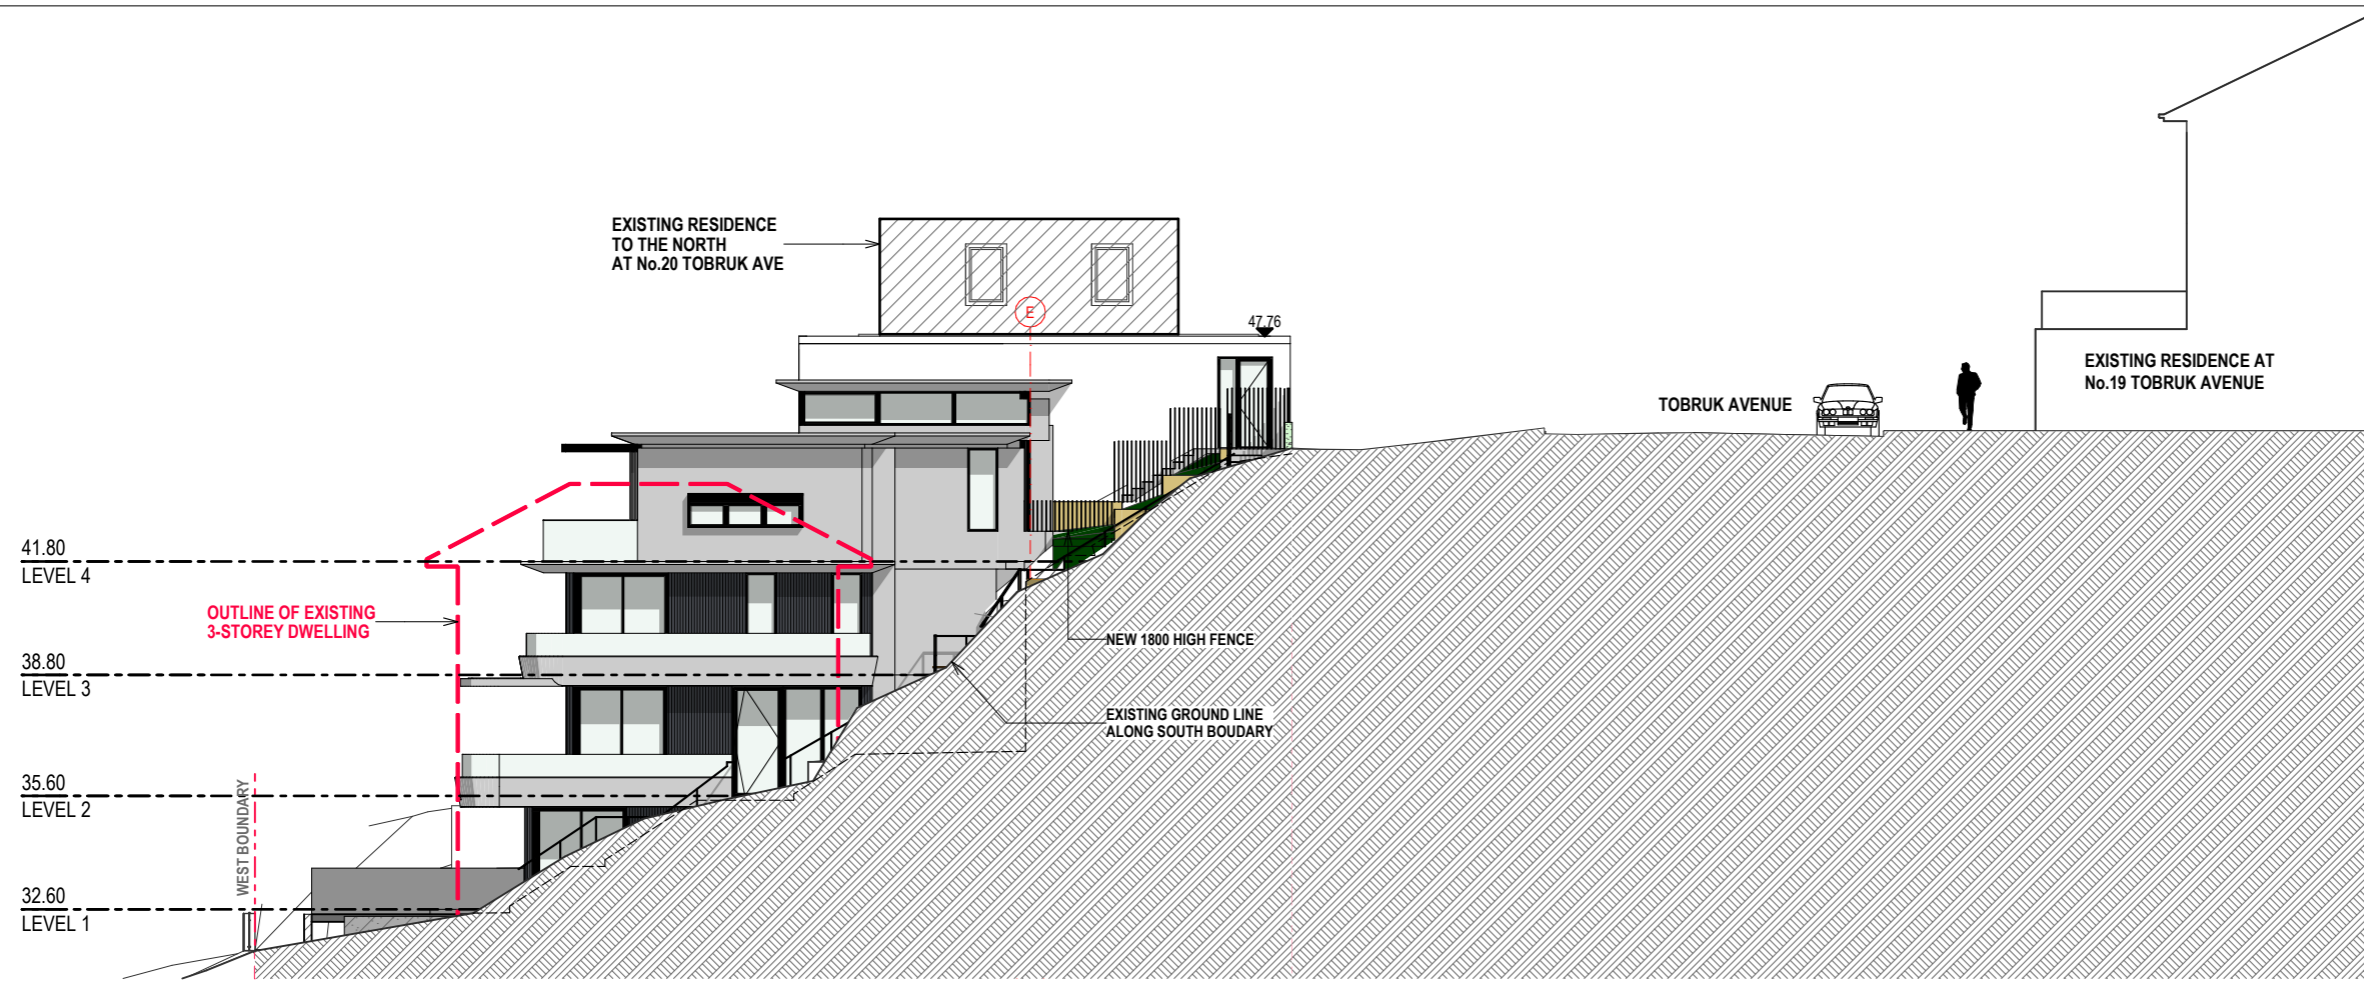 EXISTING RESIDENCE
TO THE NORTH
AT No.20 TOBRUK AVE
E
47.76
EXISTING RESIDENCE AT
No.19 TOBRUK AVENUE
TOBRUK AVENUE
41.80
LEVEL 4
OUTLINE OF EXISTING
3-STOREY DWELLING
NEW 1800 HIGH FENCE
38.80
LEVEL 3
EXISTING GROUND LINE
ALONG SOUTH BOUDARY
35.60
LEVEL 2
WEST BOUNDARY
32.60
LEVEL 1